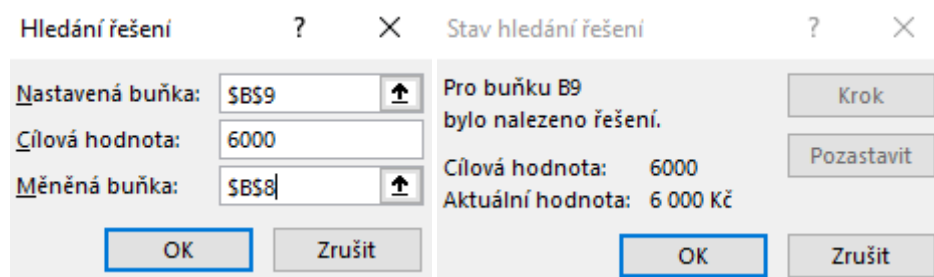 Hledání řešení ? ×
Nastavená buňka: $B$9
Cílová hodnota: 6000
Měněná buňka: $B$8
OK Zrušit
Stav hledání řešení ? ×
Pro buňku B9
bylo nalezeno řešení.
Cílová hodnota: 6000
Aktuální hodnota: 6 000 Kč
Krok
Pozastavit
OK Zrušit